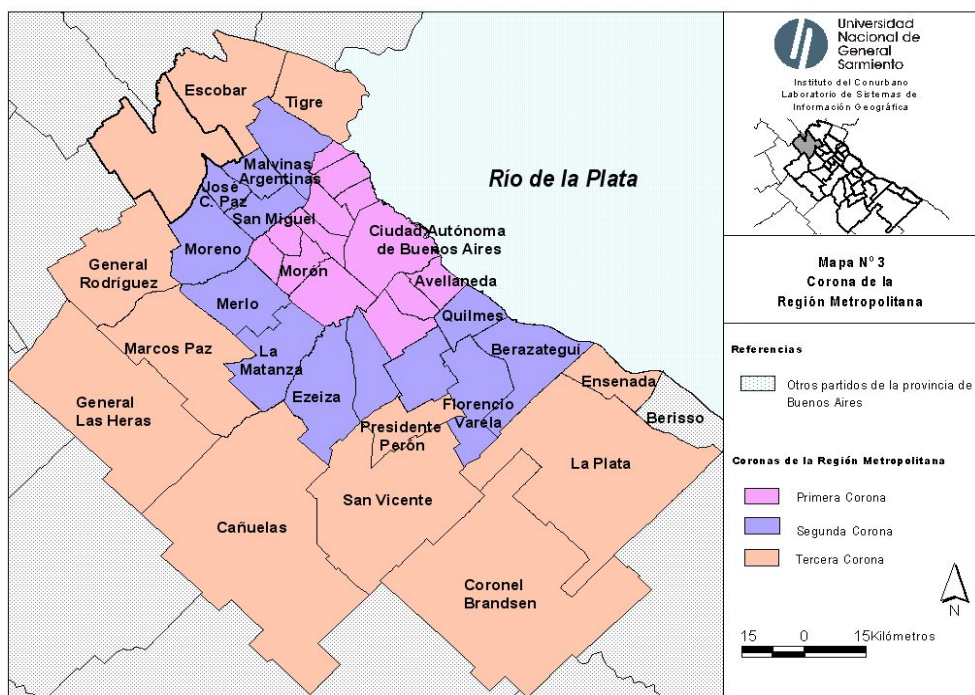 Escobar
Tigre
Malvinas
Argentinas
José
C. Paz
San Miguel
Moreno
General
Rodríguez
Morón
Merlo
Marcos Paz
La
Matanza
General
Las Heras
Ezeiza
Ciudad Autónoma
de Buenos Aires
Avellaneda
Quilmes
Berazategui
Florencio
Varela
Presidente
Perón
Ensenada
Berisso
La Plata
San Vicente
Cañuelas
Coronel
Brandsen
Río de la Plata
Universidad
Nacional de
General
Sarmiento
Instituto del Conurbano
Laboratorio de Sistemas de
Información Geográfica
Mapa Nº 3
Corona de la
Región Metropolitana
Referencias
Otros partidos de la provincia de
Buenos Aires
Coronas de la Región Metropolitana
Primera Corona
Segunda Corona
Tercera Corona
N
15 0 15 Kilómetros